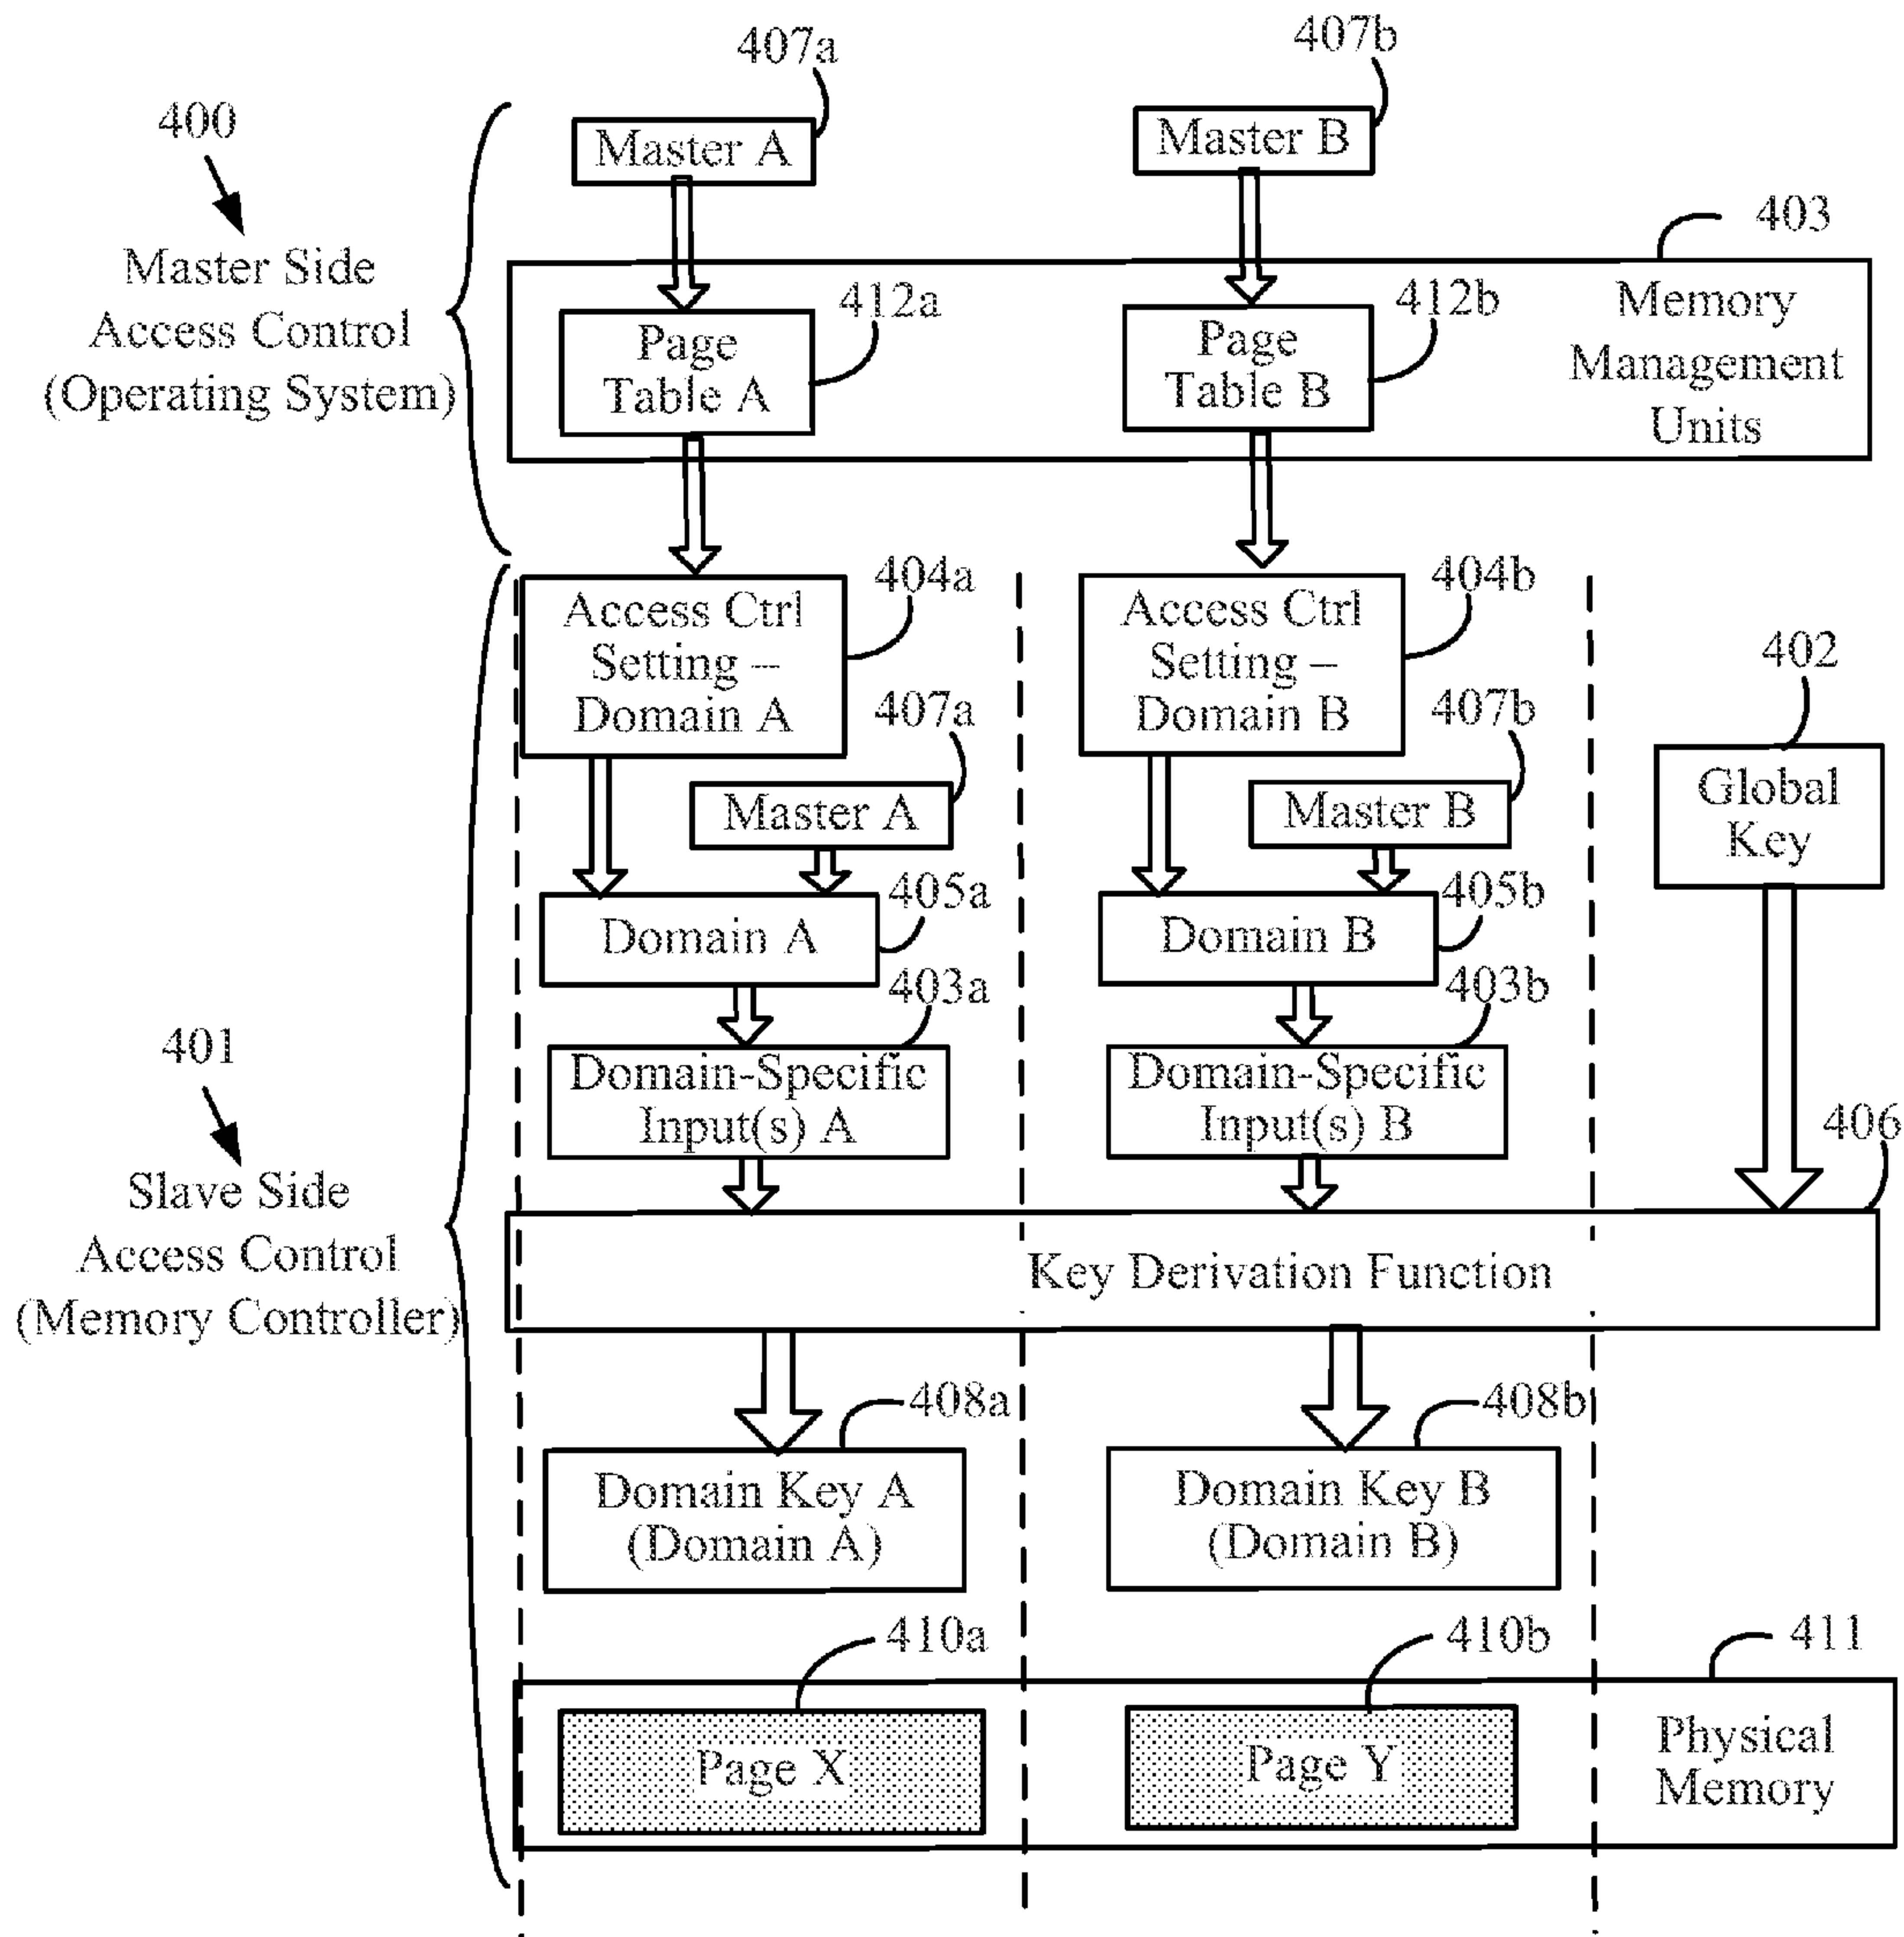 407a
407b
400
Master A
Master B
403
Master Side
Access Control
(Operating System)
412a
412b
Page
Table A
Page
Table B
Memory
Management
Units
404a
404b
Access Ctrl
Setting –
Domain A
Access Ctrl
Setting –
Domain B
402
407a
407b
Master A
Master B
Global
Key
405a
405b
Domain A
Domain B
403a
403b
401
Domain-Specific
Input(s) A
Domain-Specific
Input(s) B
406
Slave Side
Access Control
(Memory Controller)
Key Derivation Function
408a
408b
Domain Key A
(Domain A)
Domain Key B
(Domain B)
410a
410b
411
Page X
Page Y
Physical
Memory